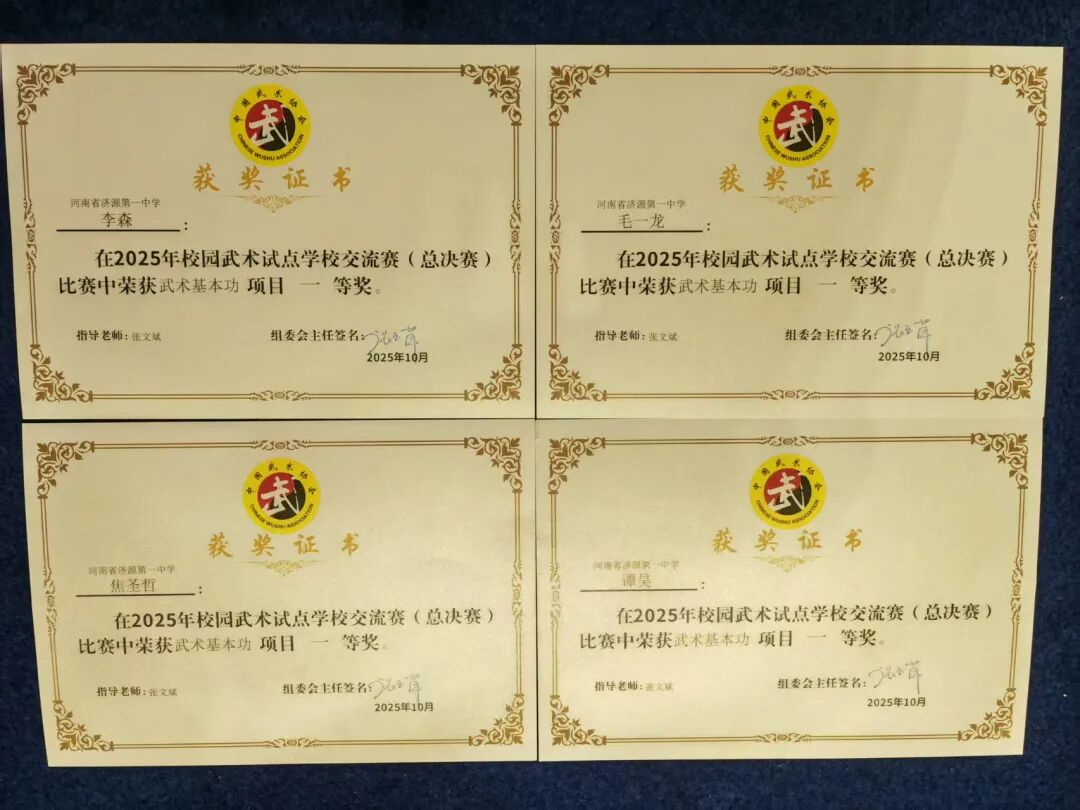 中国武术协会
武
CHINESE WUSHU ASSOCIATION
获奖证书
河南省济源第一中学
李森：
在2025年校园武术试点学校交流赛（总决赛）
比赛中荣获武术基本功 项目 一 等奖。
指导老师：张文斌 组委会主任签名：
2025年10月
中国武术协会
武
CHINESE WUSHU ASSOCIATION
获奖证书
河南省济源第一中学
毛一龙：
在2025年校园武术试点学校交流赛（总决赛）
比赛中荣获武术基本功 项目 一 等奖。
指导老师：张文斌 组委会主任签名：
2025年10月
中国武术协会
武
CHINESE WUSHU ASSOCIATION
获奖证书
河南省济源第一中学
焦圣哲：
在2025年校园武术试点学校交流赛（总决赛）
比赛中荣获武术基本功 项目 一 等奖。
指导老师：张文斌 组委会主任签名：
2025年10月
中国武术协会
武
CHINESE WUSHU ASSOCIATION
获奖证书
河南省济源第一中学
谭昊：
在2025年校园武术试点学校交流赛（总决赛）
比赛中荣获武术基本功 项目 一 等奖。
指导老师：张文斌 组委会主任签名：
2025年10月